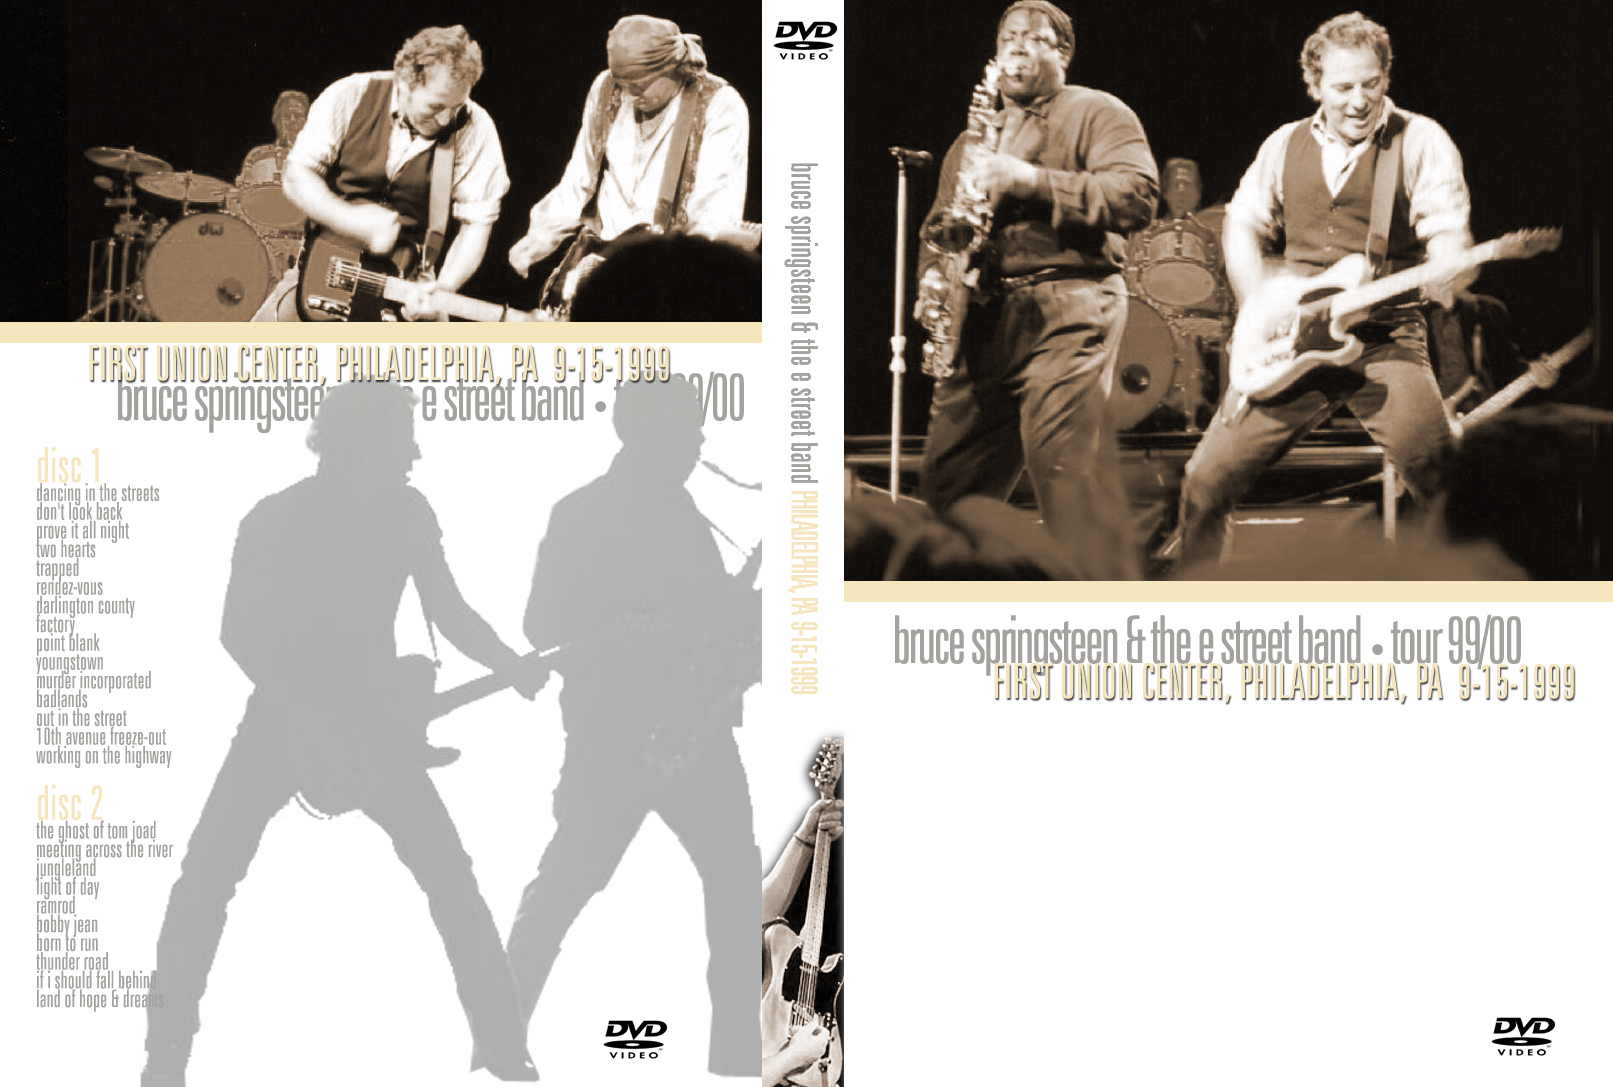 dw
FIRST UNION CENTER, PHILADELPHIA, PA 9-15-1999
bruce springsteen e street band • tour 99/00
disc 1
dancing in the streets
don't look back
prove it all night
two hearts
trapped
rendez-vous
darlington county
factory
point blank
youngstown
murder incorporated
badlands
out in the street
10th avenue freeze-out
working on the highway
disc 2
the ghost of tom joad
meeting across the river
jungleland
light of day
ramrod
bobby jean
born to run
thunder road
if i should fall behind
land of hope & dreams
DVD
VIDEO
DVD
VIDEO
bruce springsteen & the e street band PHILADELPHIA, PA 9-15-1999
bruce springsteen & the e street band • tour 99/00
FIRST UNION CENTER, PHILADELPHIA, PA 9-15-1999
DVD
VIDEO